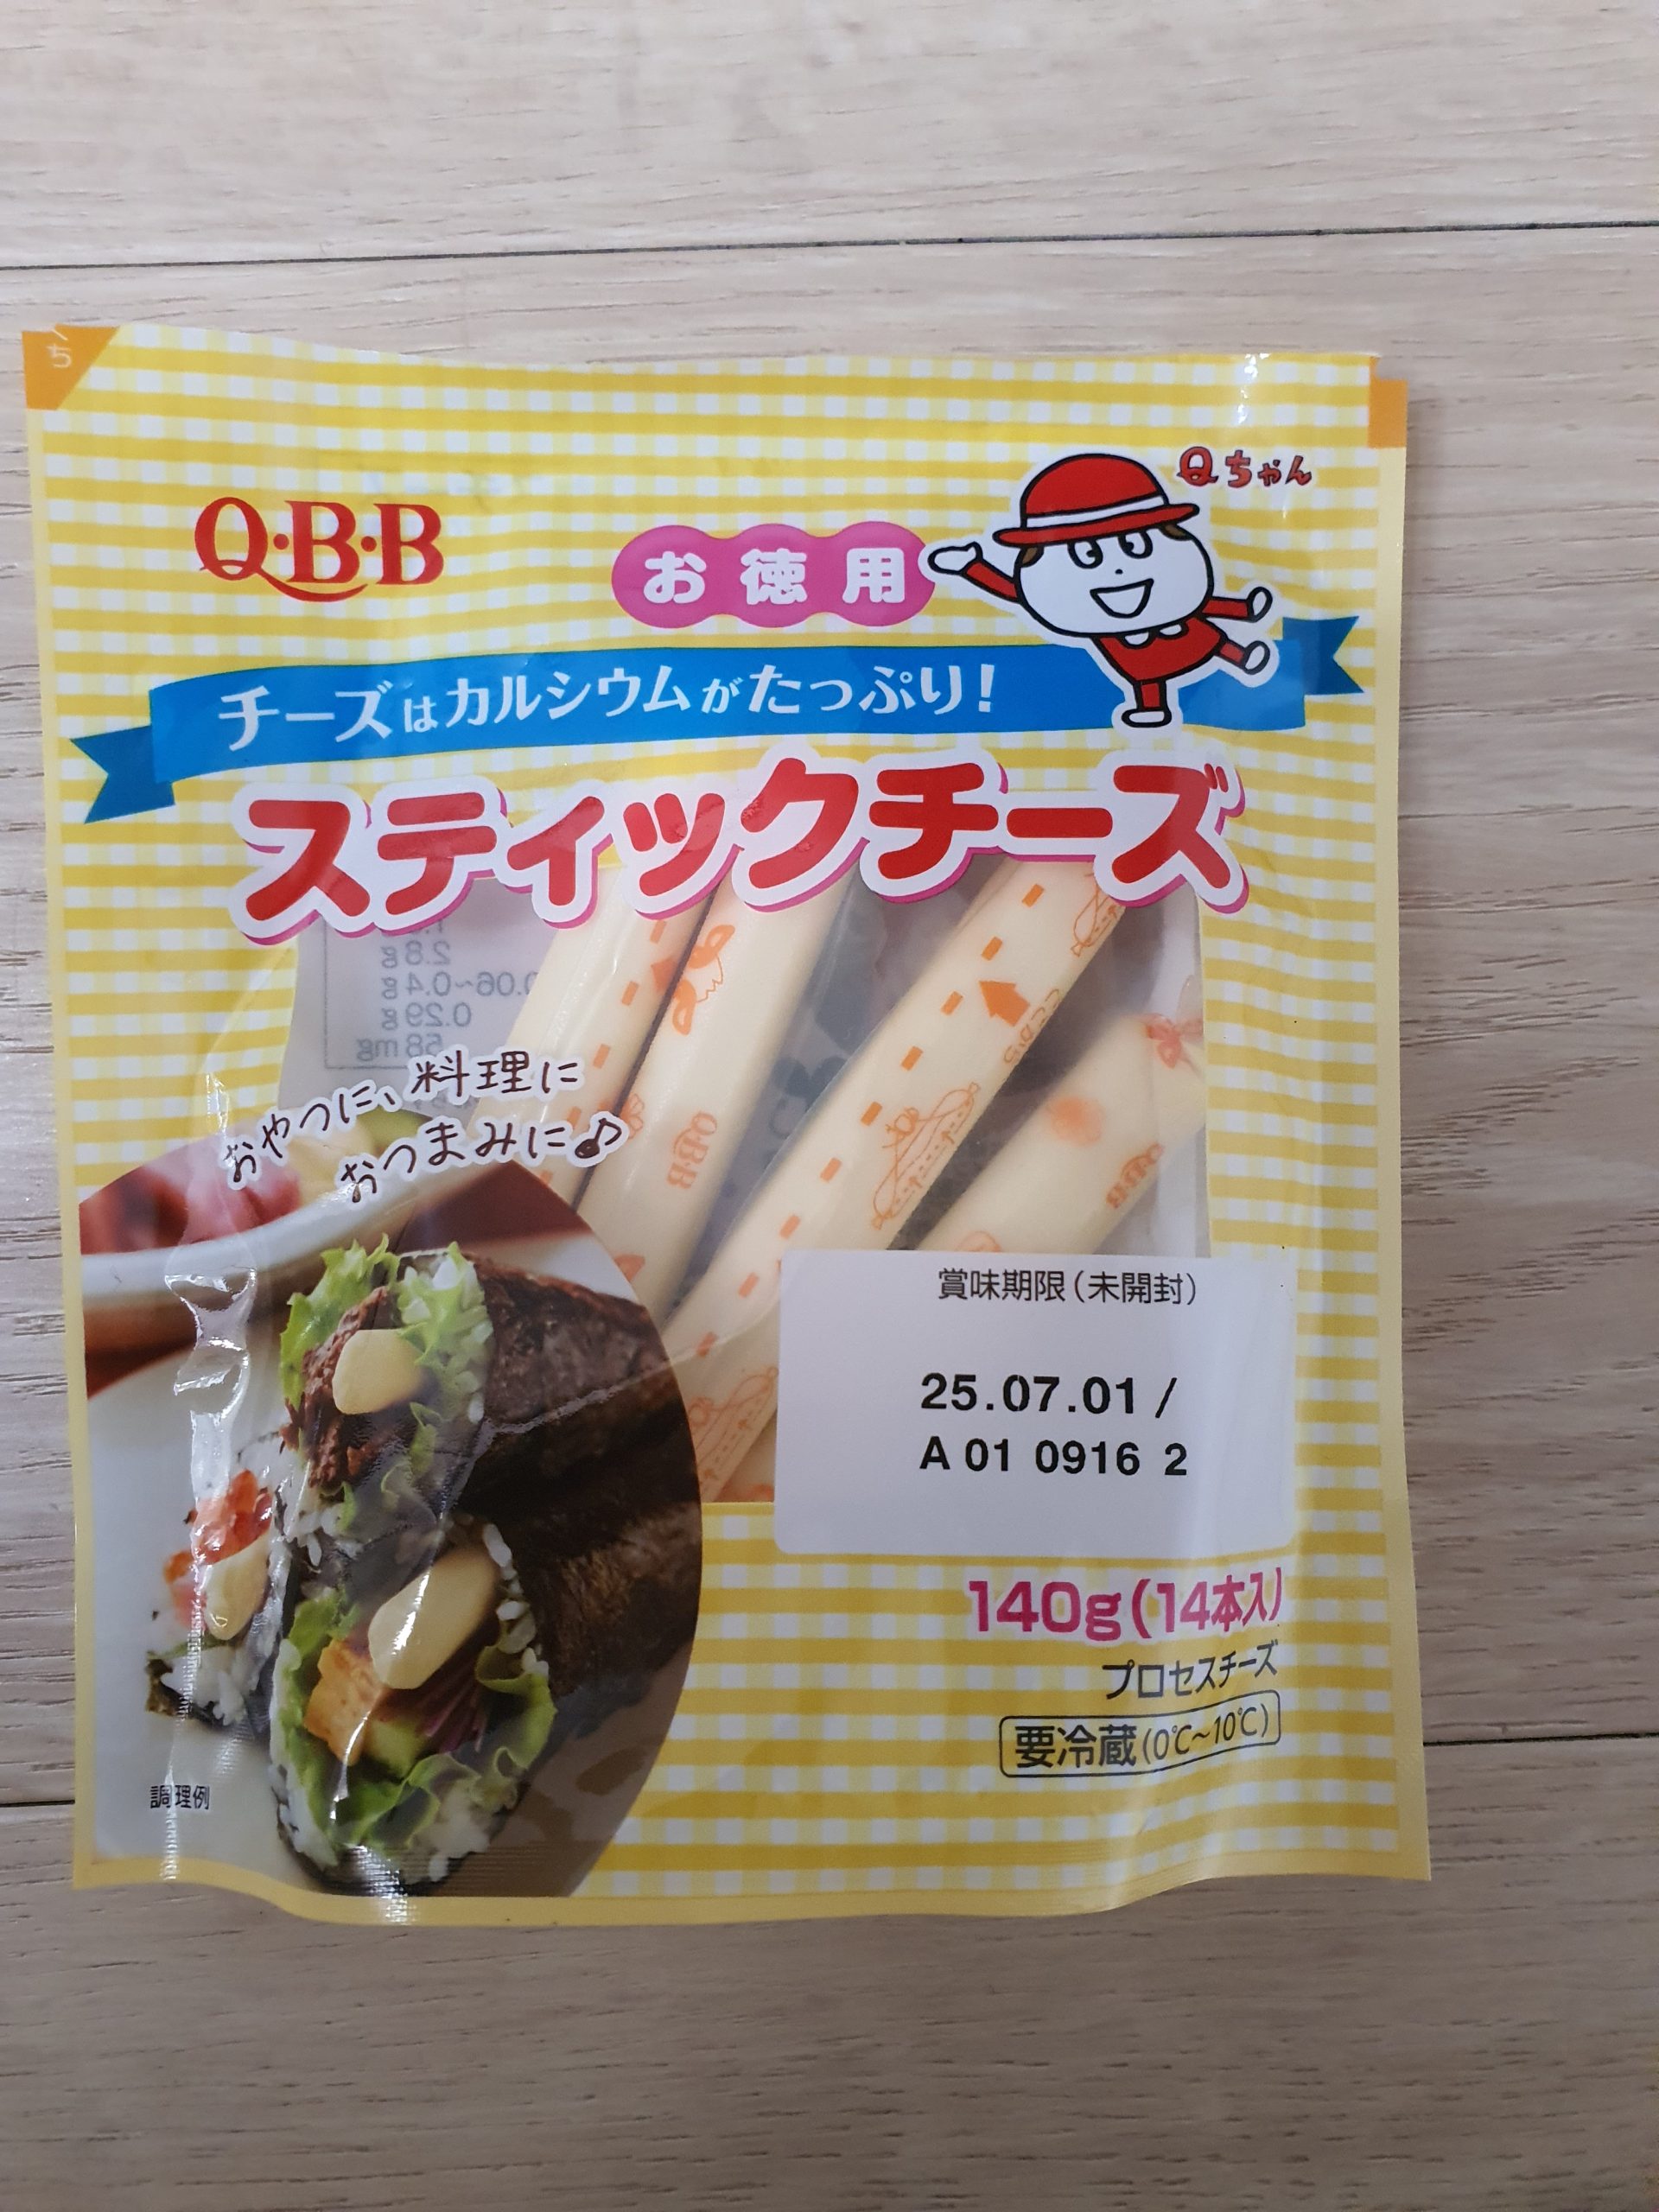 ち
Qちゃん
Q・B・B
お徳用
チーズはカルシウムがたっぷり!
スティックチーズ
2.8g
0.06~0.4g
0.29g
58mg
おやつに、料理に
おつまみに♪
Q・B・B
賞味期限(未開封)
25.07.01/
A 01 0916 2
140g(14本入)
プロセスチーズ
要冷蔵(0℃~10℃)
調理例